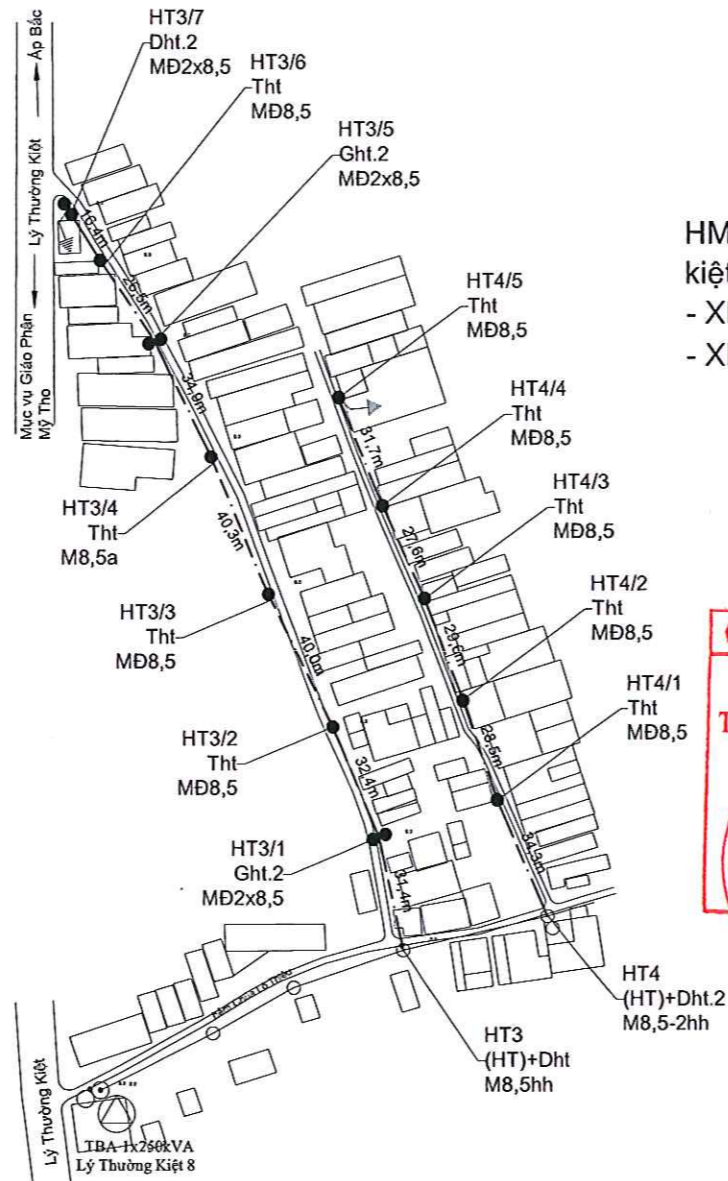 HT3/7
Dht.2
MĐ2x8,5
HT3/6
Tht
MĐ8,5
HT3/5
Ght.2
MĐ2x8,5
Áp Bắc
Lý Thường Kiệt
Mục vụ Giáo Phận
Mỹ Tho
16,4m
26,5m
34,9m
40,3m
40,0m
32,4m
31,4m
HM
kiệt
HT4/5
Tht
MĐ8,5
HT4/4
Tht
MĐ8,5
HT4/3
Tht
MĐ8,5
HT4/2
Tht
MĐ8,5
HT4/1
Tht
MĐ8,5
31,7m
27,6m
29,6m
28,5m
34,3m
HT3/4
Tht
M8,5a
HT3/3
Tht
MĐ8,5
HT3/2
Tht
MĐ8,5
HT3/1
Ght.2
MĐ2x8,5
HT4
(HT)+Dht.2
M8,5-2hh
HT3
(HT)+Dht
M8,5hh
Lý Thường Kiệt
TBA 1x250kVA
Lý Thường Kiệt 8